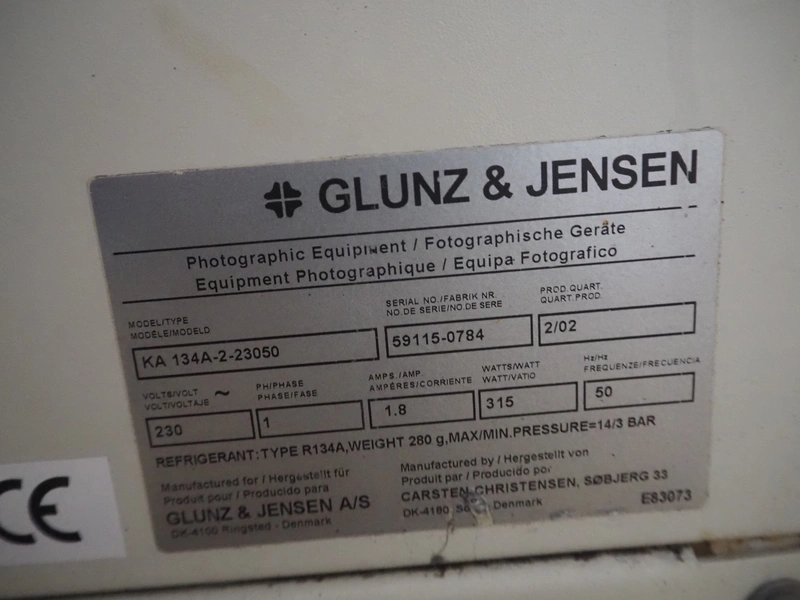 GLUNZ & JENSEN
Photographic Equipment / Fotographische Geräte
Equipment Photographique / Equipa Fotografico
MODEL/TYPE
MODÉLE/MODELD
KA 134A-2-23050
SERIAL NO./FABRIK NR.
NO.DE SERIE/NO.DE SERE
59115-0784
PROD.QUART.
QUART.PROD.
2/02
VOLTS/VOLT ~
VOLT/VOLTAJE
230
PH/PHASE
PHASE/FASE
1
AMPS./AMP
AMPÉRES/CORRIENTE
1.8
WATTS/WATT
WATT/VATIO
315
Hz/Hz
FREQUENZE/FRECUENCIA
50
REFRIGERANT:TYPE R134A,WEIGHT 280 g,MAX/MIN.PRESSURE=14/3 BAR
Manufactured for / Hergestellt für
Produit pour / Producido para
GLUNZ & JENSEN A/S
DK-4100 Ringsted - Denmark
Manufactured by / Hergestellt von
Produit par / Producido por
CARSTEN CHRISTENSEN, SØBJERG 33
DK-4180 Denmark
E83073
CE